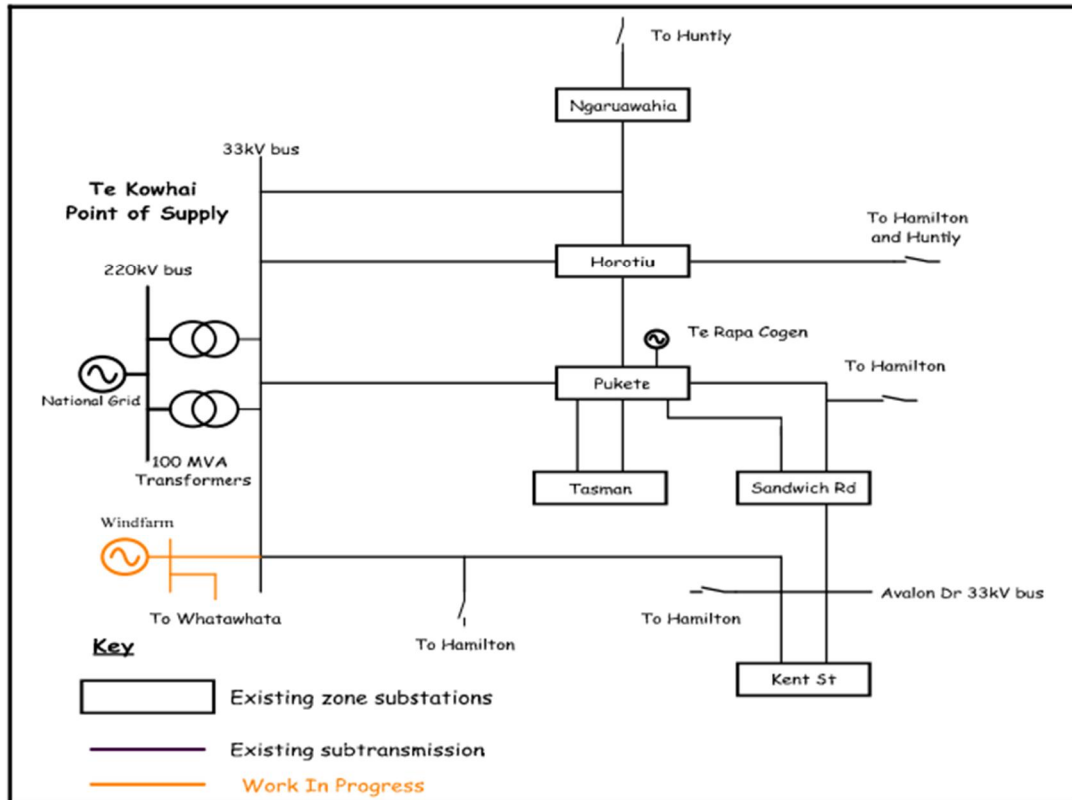 To Huntly
Ngaruawahia
33kV bus
Te Kowhai
Point of Supply
To Hamilton
and Huntly
Horotiu
220kV bus
Te Rapa Cogen
To Hamilton
Pukete
National Grid
100 MVA
Transformers
Tasman
Sandwich Rd
Windfarm
Avalon Dr 33kV bus
To Whatawhata
To Hamilton
To Hamilton
Key
Kent St
Existing zone substations
Existing subtransmission
Work In Progress